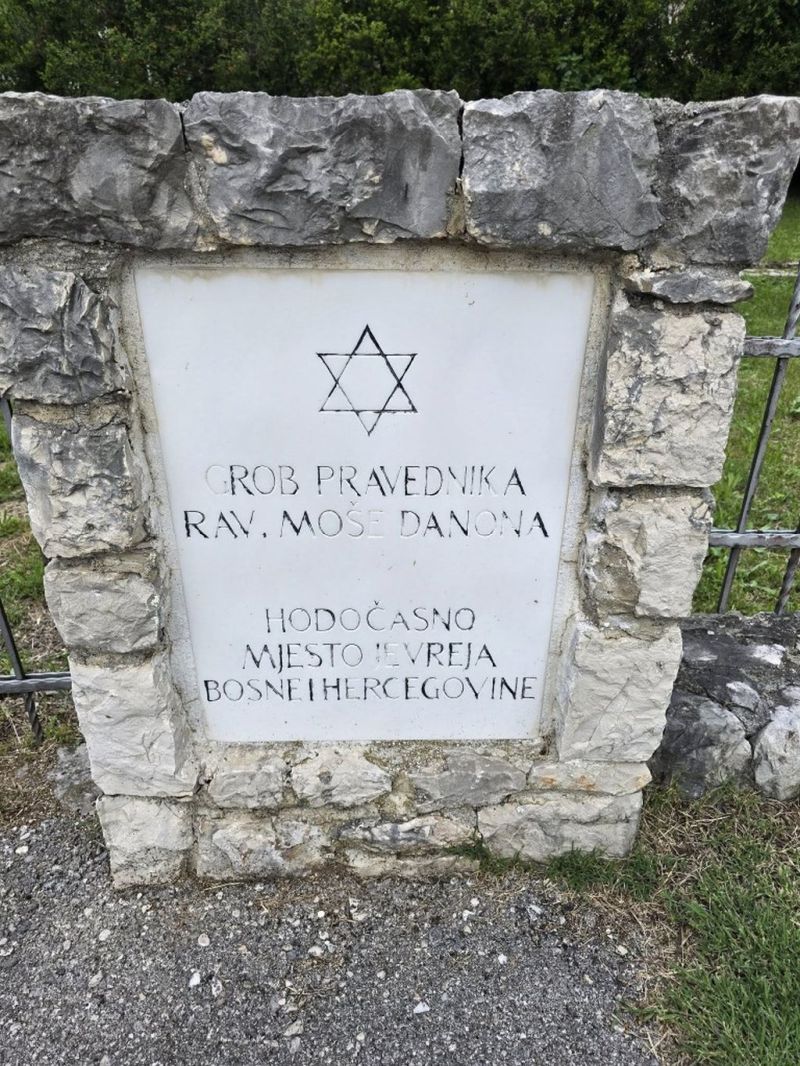 GROB PRAVEDNIKA
RAV. MOŠE DANONA
HODOČASNO
MJESTO JEVREJA
BOSNE I HERCEGOVINE